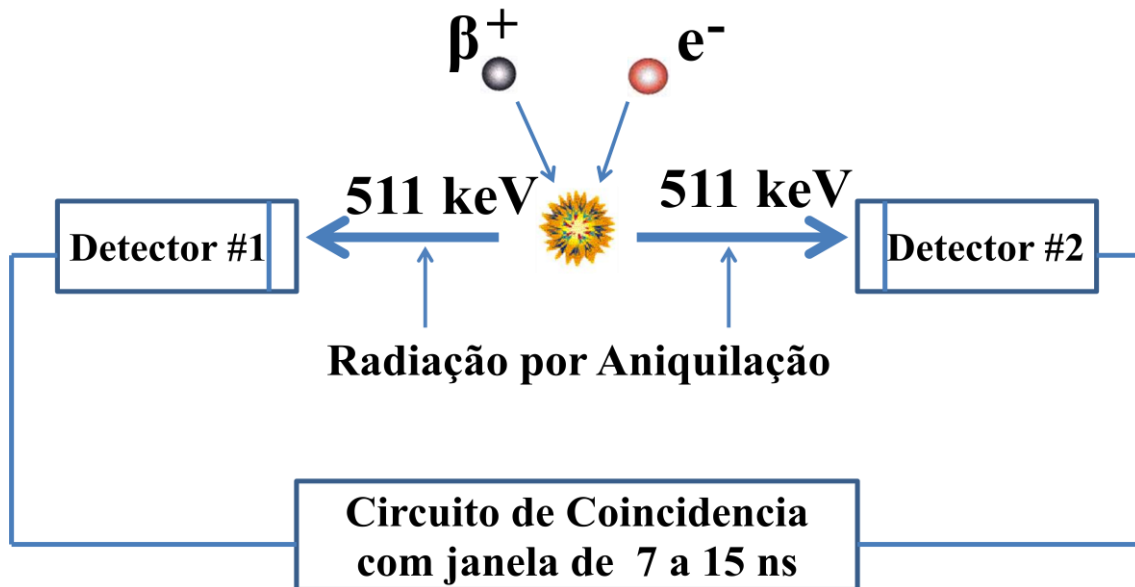 β+
e-
511 keV
511 keV
Detector #1
Detector #2
Radiação por Aniquilação
Circuito de Coincidencia
com janela de 7 a 15 ns